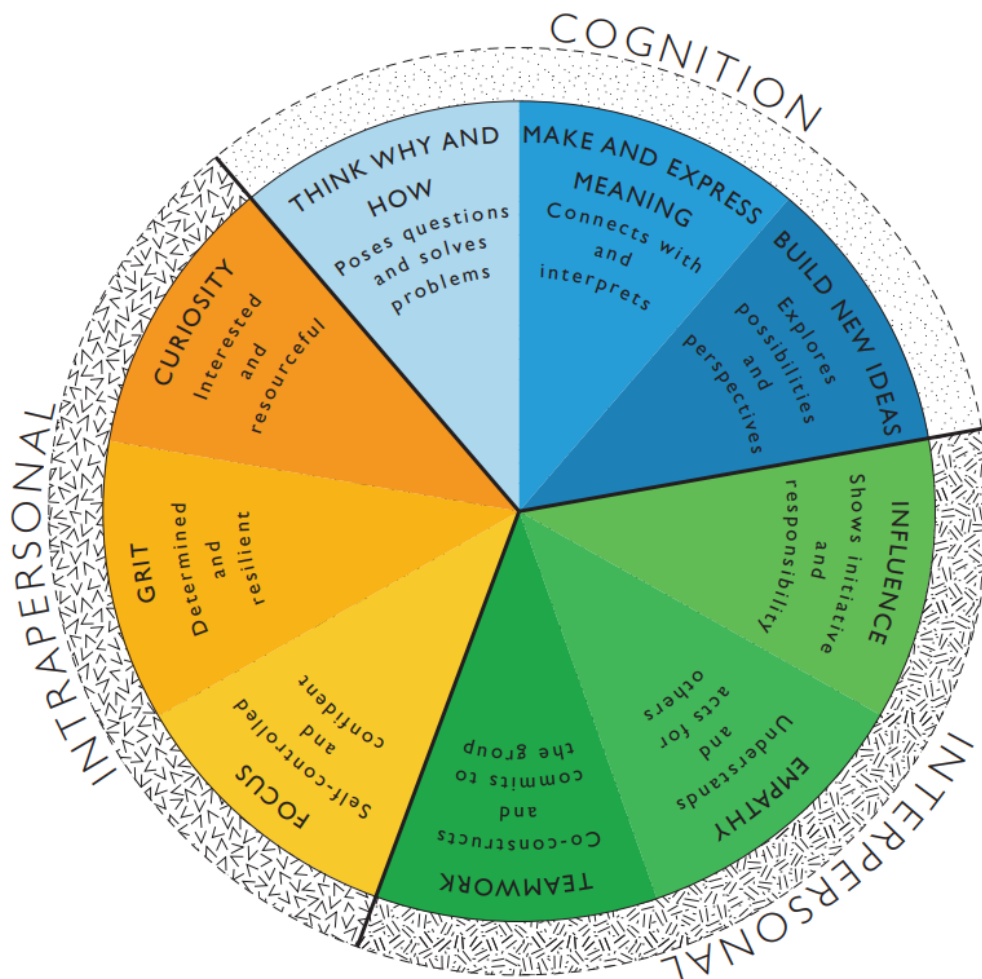 COGNITION
THINK WHY AND
HOW
Poses questions
and solves
problems
MAKE AND EXPRESS
MEANING
Connects with
and
interprets
BUILD NEW IDEAS
Explores
possibilities
and
perspectives
INTERPERSONAL
INFLUENCE
Shows initiative
and
responsibility
EMPATHY
Understands
and
acts for
others
TEAMWORK
Co-constructs
and
commits to
the group
INTRAPERSONAL
FOCUS
Self-controlled
and
confident
GRIT
Determined
and
resilient
CURIOSITY
Interested
and
resourceful